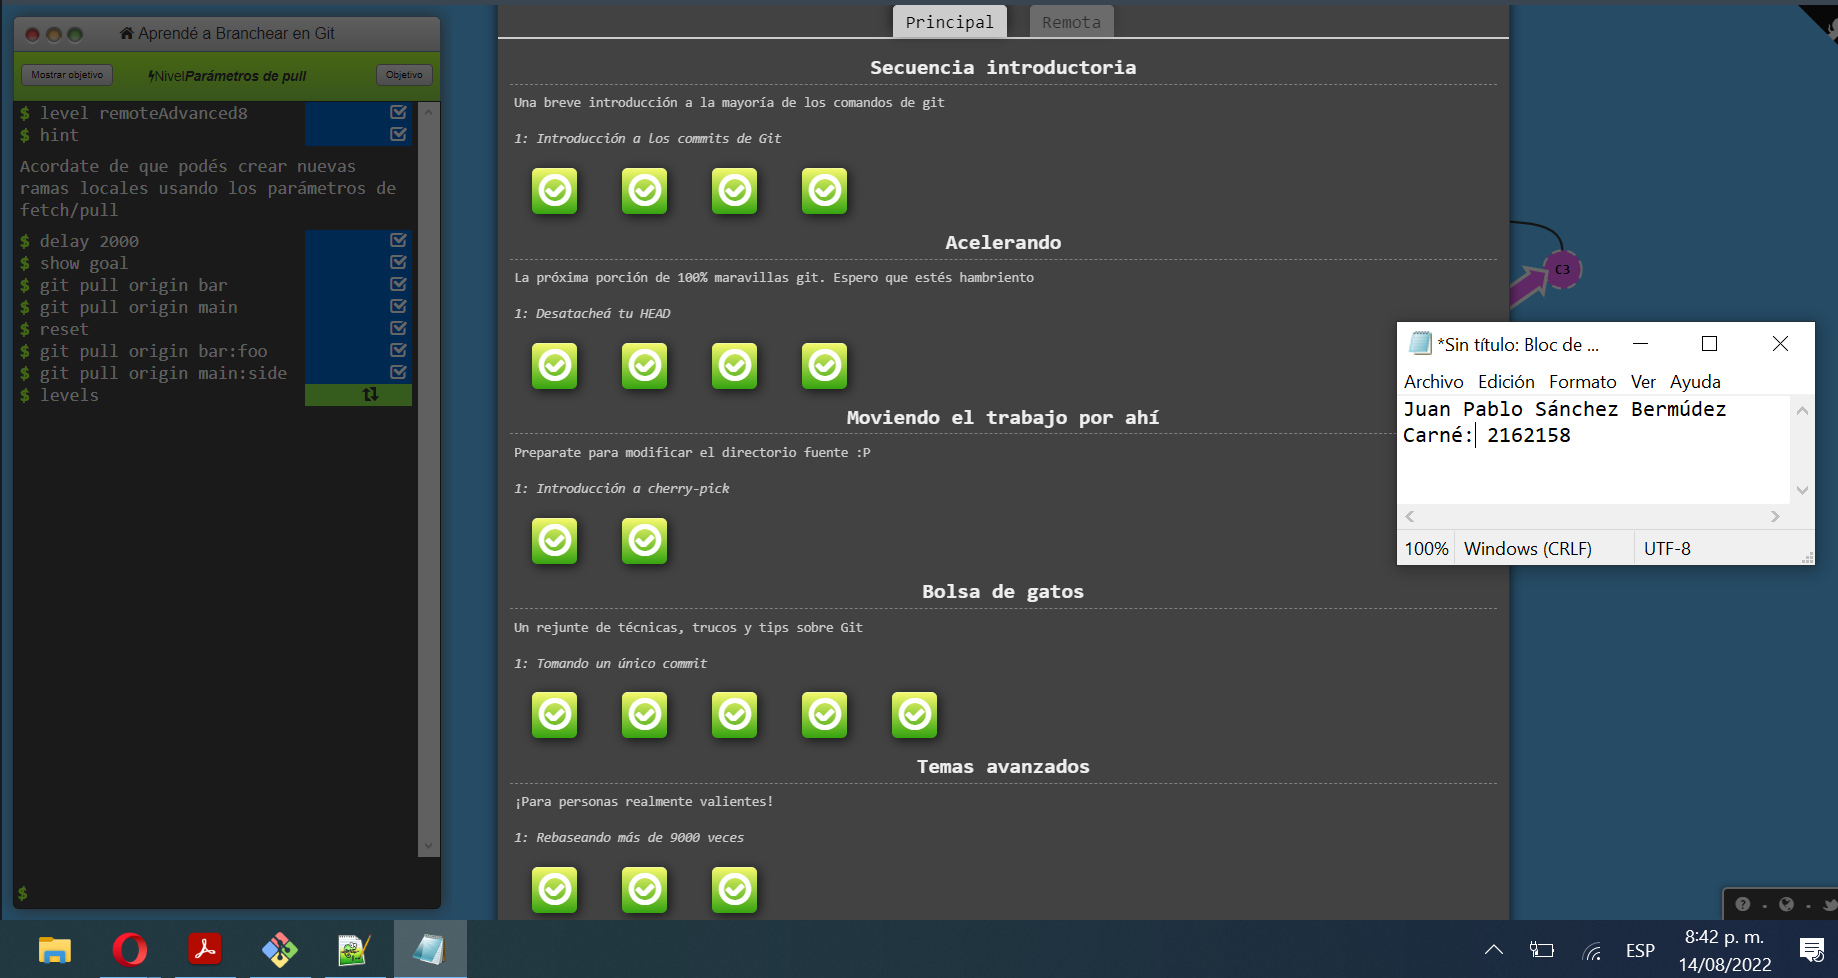 Aprendé a Branchear en Git
Mostrar objetivo
NivelParámetros de pull
Objetivo
$ level remoteAdvanced8
$ hint
Acordate de que podés crear nuevas
ramas locales usando los parámetros de
fetch/pull
$ delay 2000
$ show goal
$ git pull origin bar
$ git pull origin main
$ reset
$ git pull origin bar:foo
$ git pull origin main:side
$ levels
$
Principal
Remota
Secuencia introductoria
Una breve introducción a la mayoría de los comandos de git
1: Introducción a los commits de Git
Acelerando
La próxima porción de 100% maravillas git. Espero que estés hambriento
1: Desatacheá tu HEAD
Moviendo el trabajo por ahí
Preparate para modificar el directorio fuente :P
1: Introducción a cherry-pick
Bolsa de gatos
Un rejunte de técnicas, trucos y tips sobre Git
1: Tomando un único commit
Temas avanzados
¡Para personas realmente valientes!
1: Rebaseando más de 9000 veces
C3
*Sin título: Bloc de ...
Archivo Edición Formato Ver Ayuda
Juan Pablo Sánchez Bermúdez
Carné: 2162158
100%
Windows (CRLF)
UTF-8
ESP
8:42 p. m.
14/08/2022